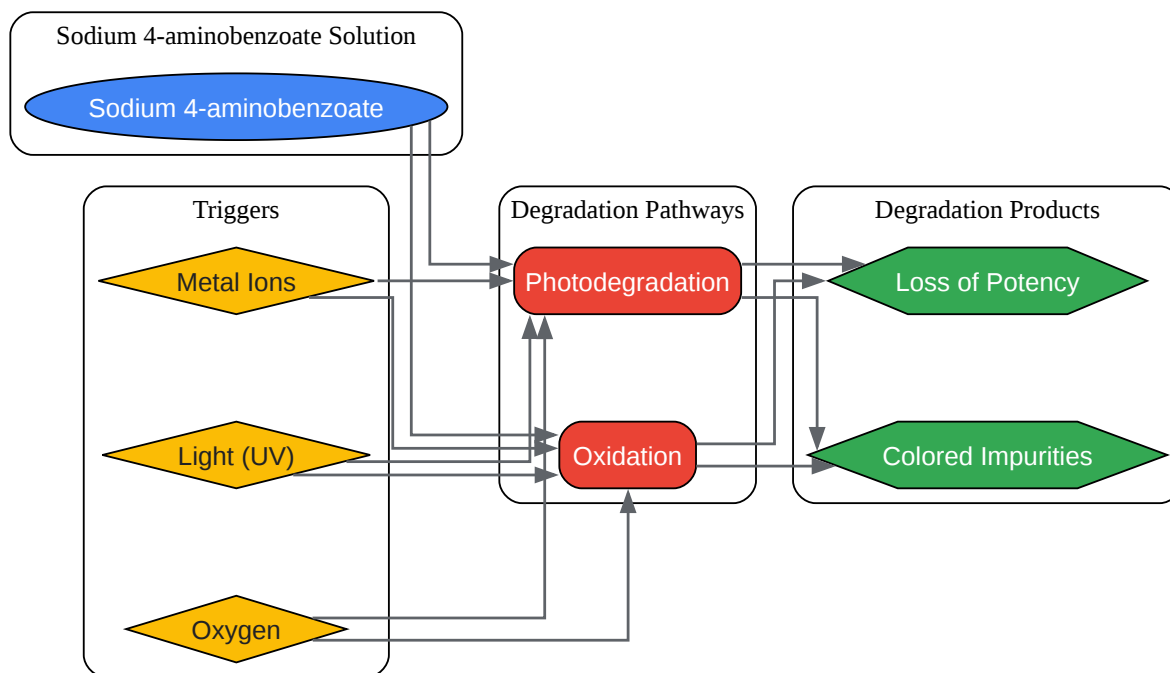 Sodium 4-aminobenzoate Solution
Sodium 4-aminobenzoate
Triggers
Degradation Pathways
Degradation Products
Metal Ions
Photodegradation
Loss of Potency
Light (UV)
Oxidation
Colored Impurities
Oxygen